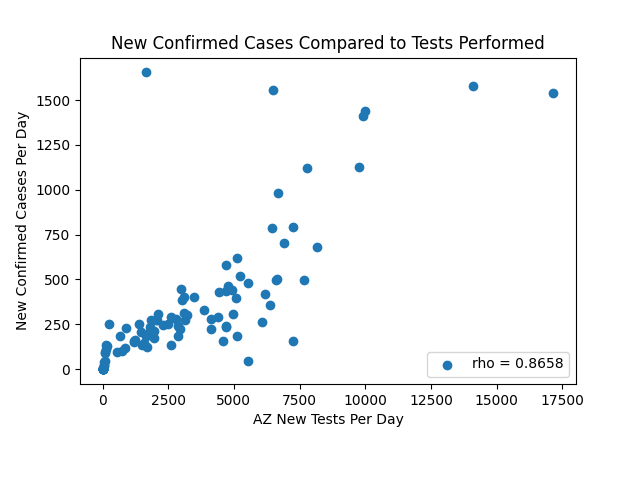 New Confirmed Cases Compared to Tests Performed
New Confirmed Caeses Per Day
1500
1250
1000
750
500
250
0
0 2500 5000 7500 10000 12500 15000 17500
AZ New Tests Per Day
rho = 0.8658